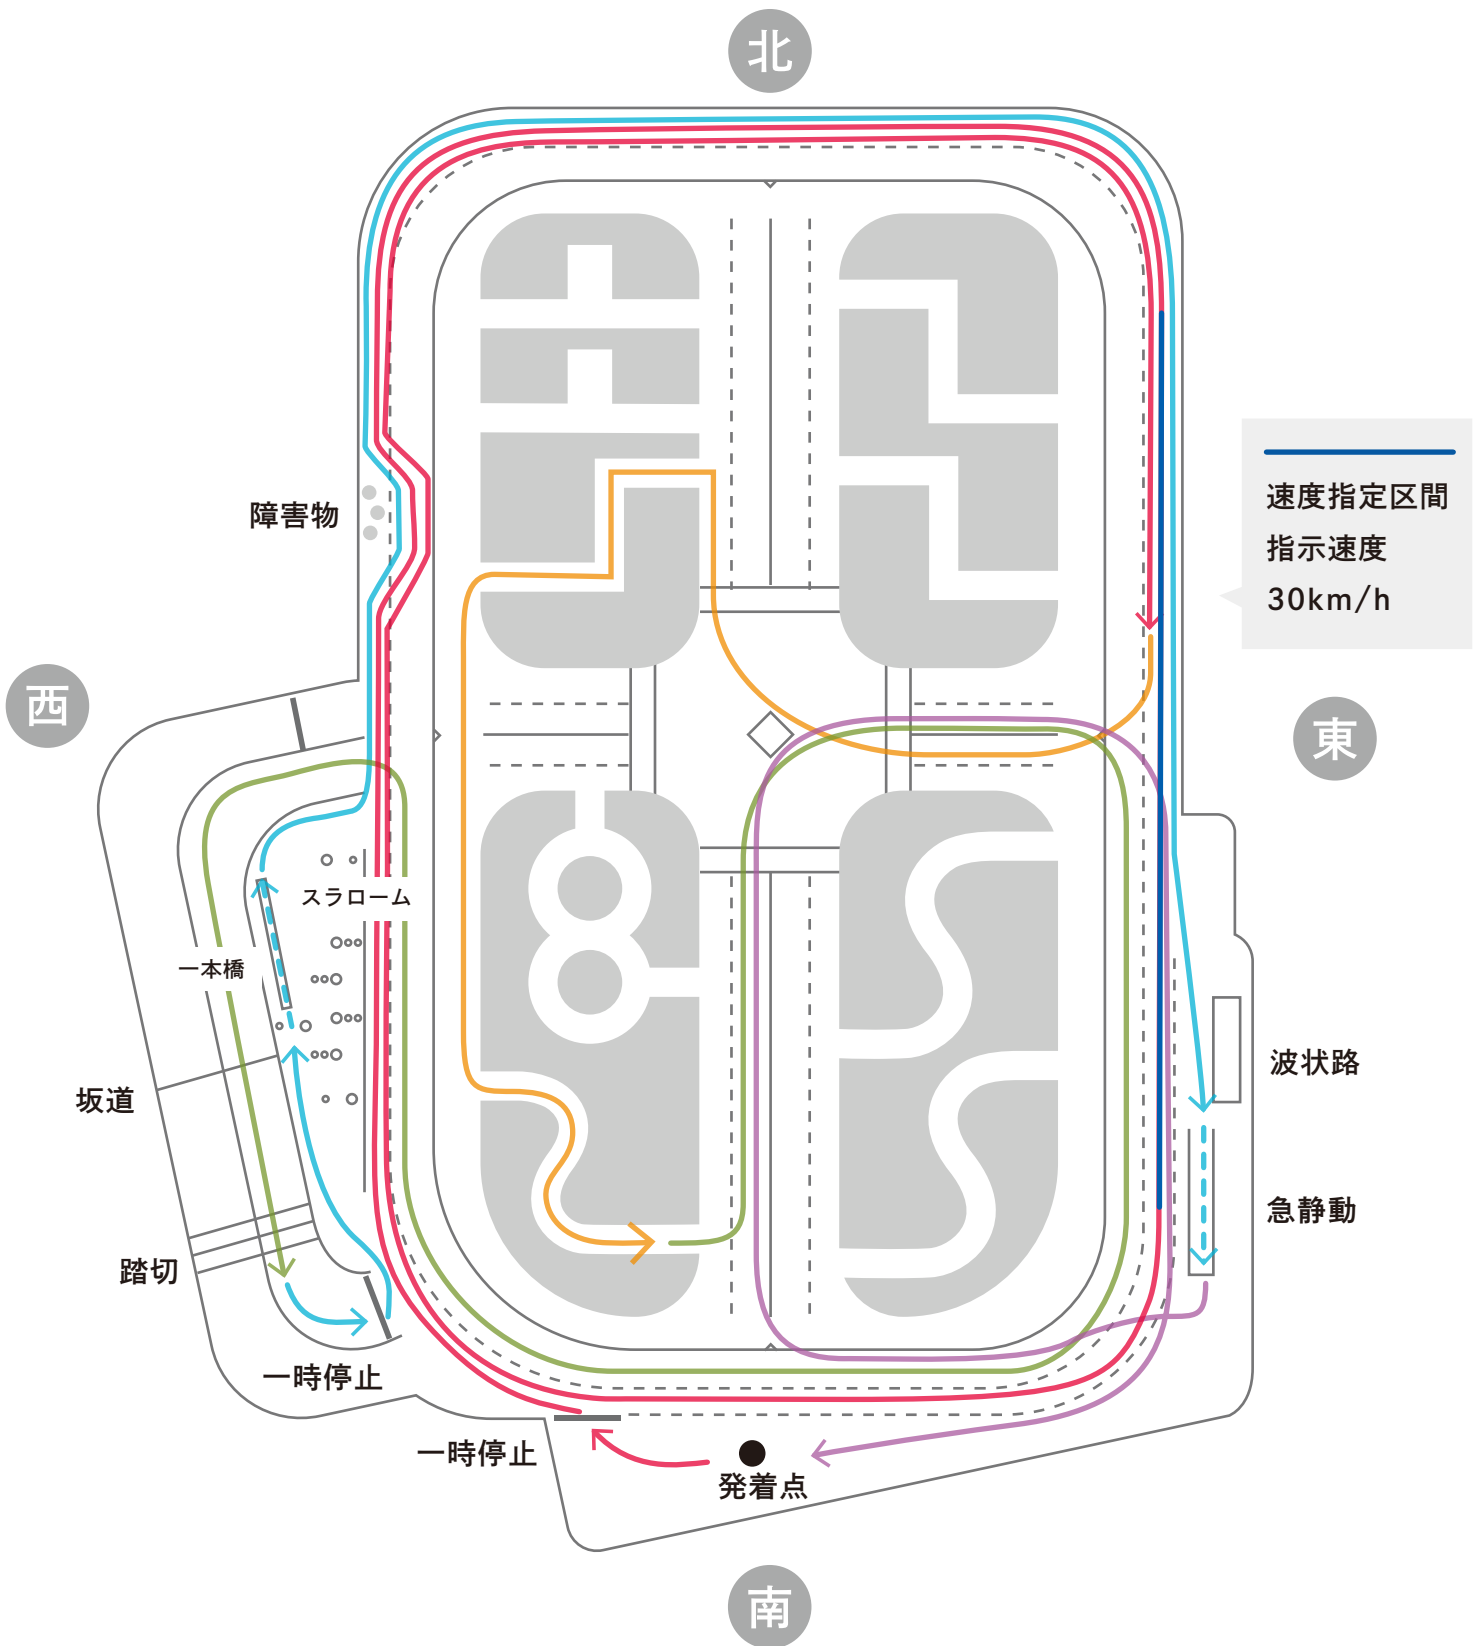 北
速度指定区間
指示速度
30km/h
障害物
西
東
スラローム
一本橋
波状路
坂道
急静動
踏切
一時停止
一時停止
発着点
南